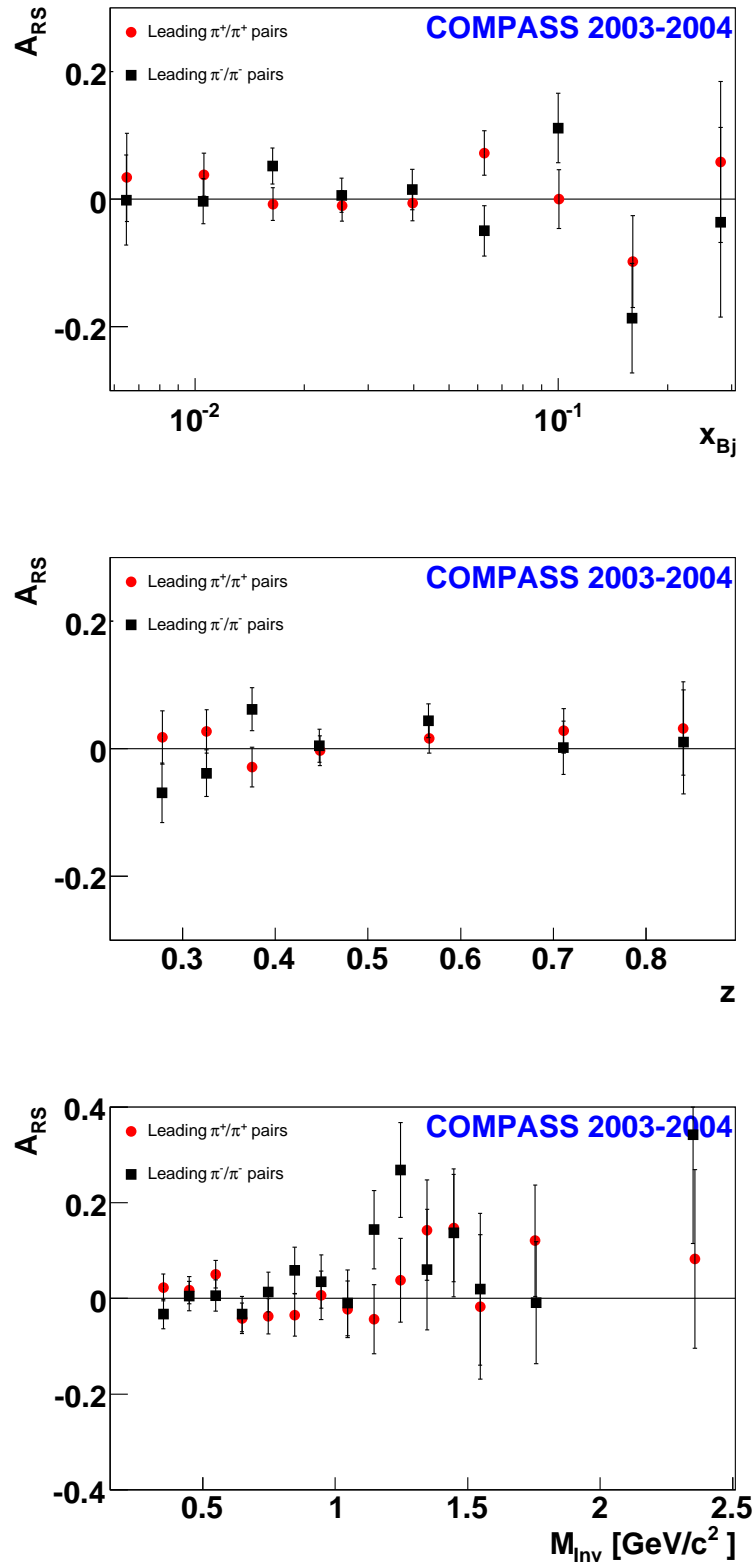 A_RS
COMPASS 2003-2004
Leading π⁺/π⁺ pairs
Leading π⁻/π⁻ pairs
0.2
0
-0.2
10⁻² 10⁻¹
x_Bj
A_RS
COMPASS 2003-2004
Leading π⁺/π⁺ pairs
Leading π⁻/π⁻ pairs
0.2
0
-0.2
0.3 0.4 0.5 0.6 0.7 0.8
z
A_RS
0.4
COMPASS 2003-2004
Leading π⁺/π⁺ pairs
Leading π⁻/π⁻ pairs
0.2
0
-0.2
-0.4
0.5 1 1.5 2 2.5
M_Inv [GeV/c² ]